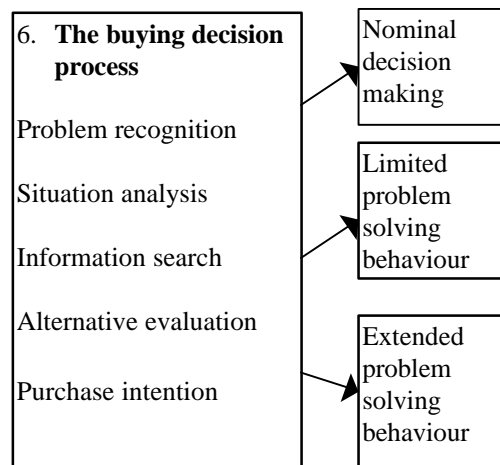 6. The buying decision
process
Problem recognition
Situation analysis
Information search
Alternative evaluation
Purchase intention
Nominal
decision
making
Limited
problem
solving
behaviour
Extended
problem
solving
behaviour